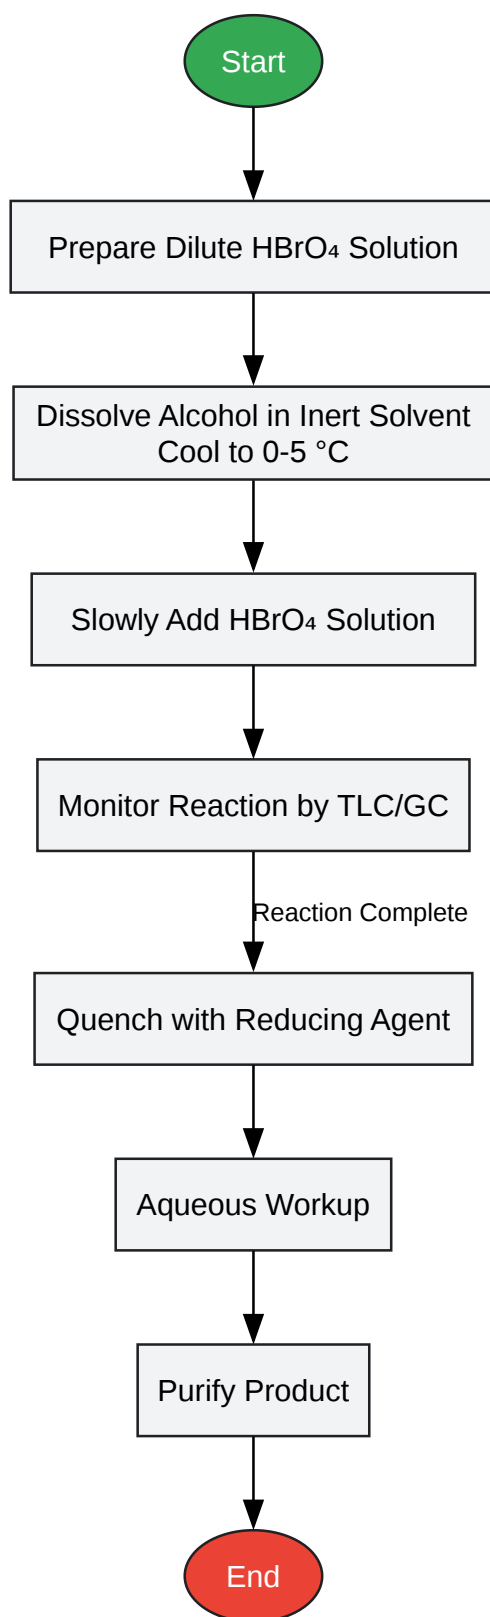 Start
Prepare Dilute HBrO₄ Solution
Dissolve Alcohol in Inert Solvent
Cool to 0-5 °C
Slowly Add HBrO₄ Solution
Monitor Reaction by TLC/GC
Reaction Complete
Quench with Reducing Agent
Aqueous Workup
Purify Product
End